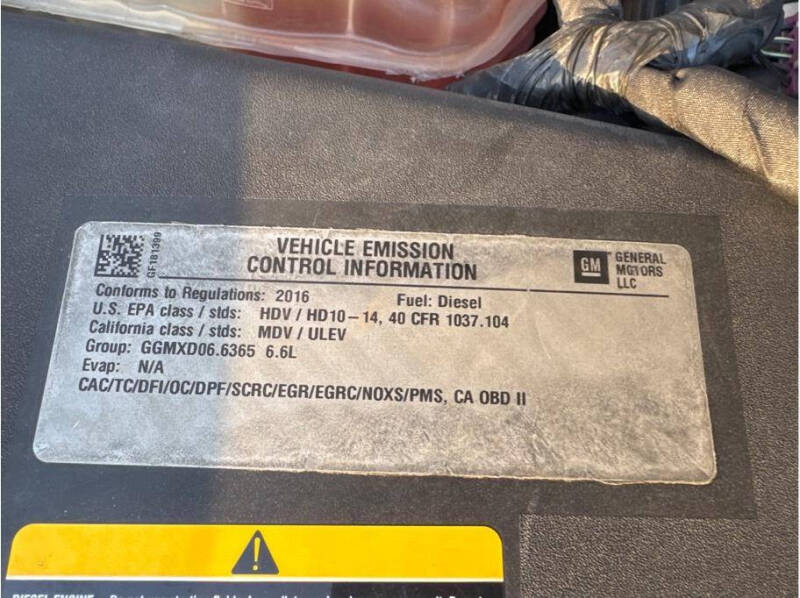 GF181399
VEHICLE EMISSION
CONTROL INFORMATION
GM
GENERAL
MOTORS
LLC
Conforms to Regulations: 2016 Fuel: Diesel
U.S. EPA class / stds: HDV / HD10-14, 40 CFR 1037.104
California class / stds: MDV / ULEV
Group: GGMXD06.6365 6.6L
Evap: N/A
CAC/TC/DFI/OC/DPF/SCRC/EGR/EGRC/NOXS/PMS, CA OBD II
DIESEL ENGINE